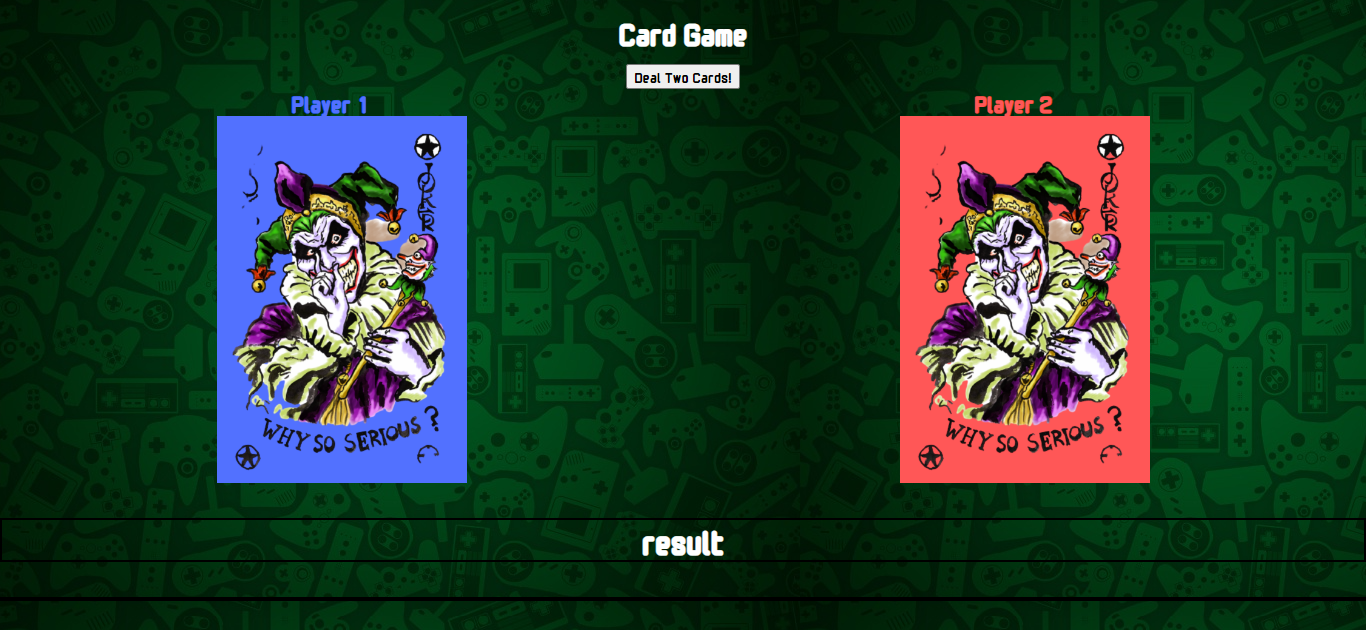 Card Game
Deal Two Cards!
Player 1
Player 2
JOKER
JOKER
WHY SO SERIOUS?
WHY SO SERIOUS?
result